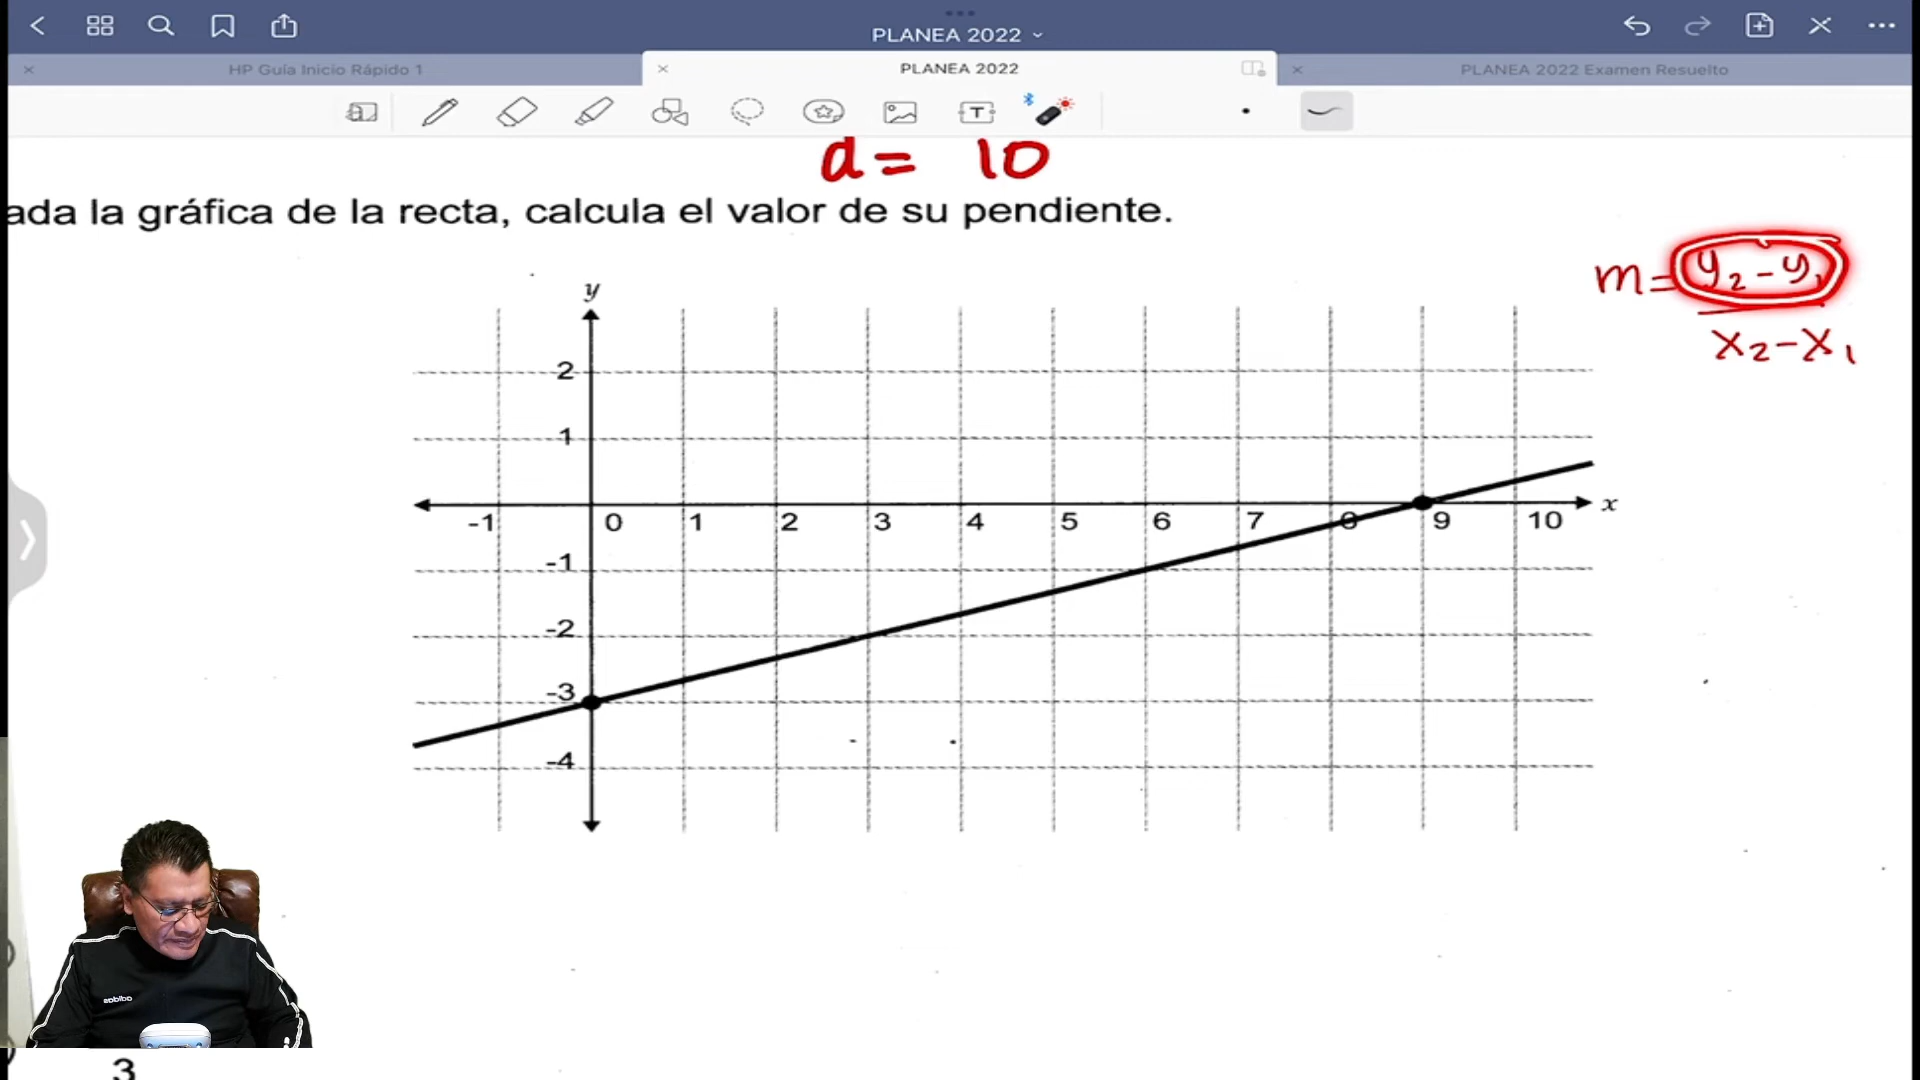 PLANEA 2022
HP Guía Inicio Rápido 1
PLANEA 2022
PLANEA 2022 Examen Resuelto
T
d = 10
ada la gráfica de la recta, calcula el valor de su pendiente.
m = y2 - y1
x2 - x1
y
2
1
-1 0 1 2 3 4 5 6 7 8 9 10 x
-1
-2
-3
-4
adidas
3